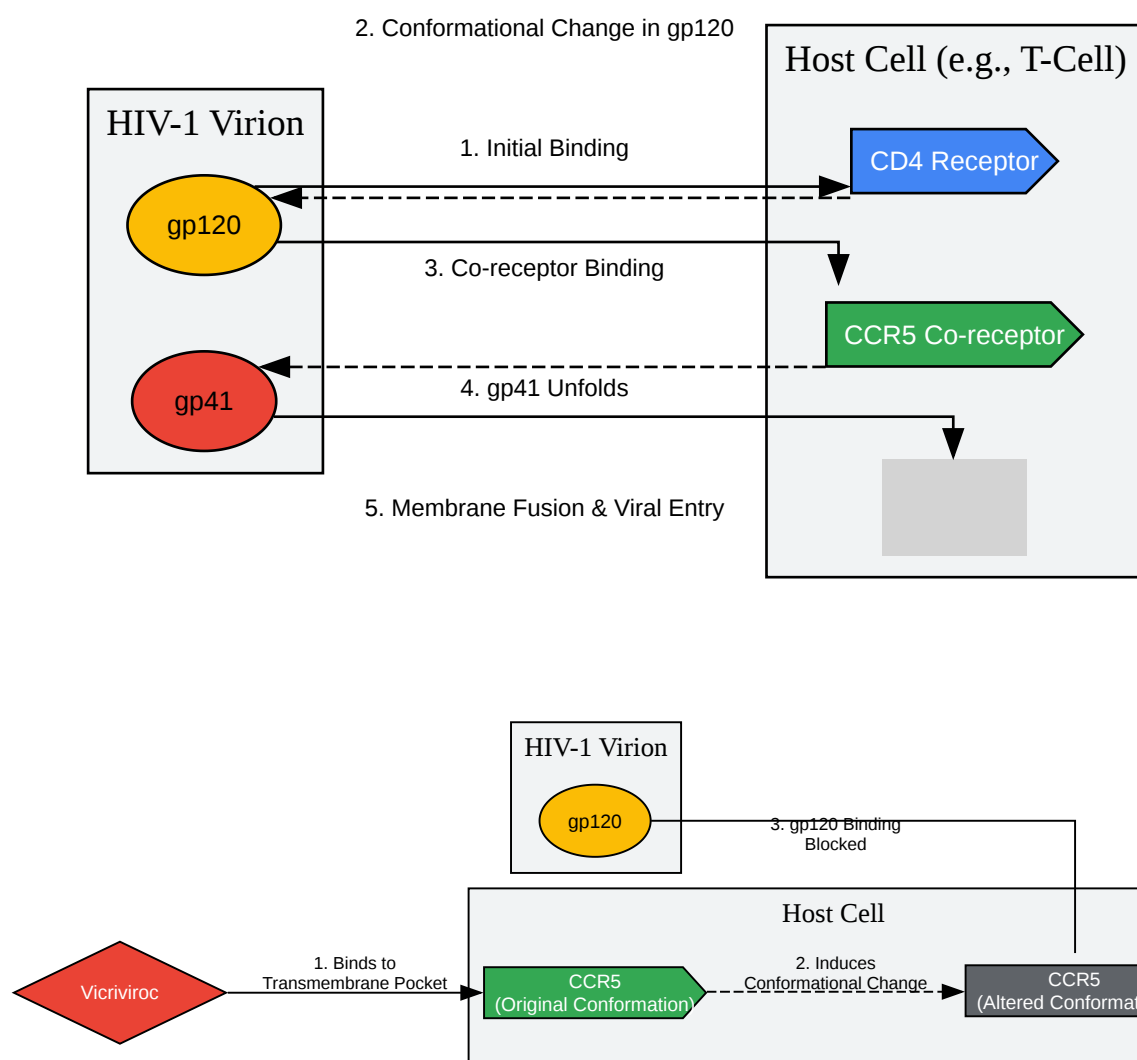 2. Conformational Change in gp120
Host Cell (e.g., T-Cell)
HIV-1 Virion
1. Initial Binding
CD4 Receptor
gp120
3. Co-receptor Binding
CCR5 Co-receptor
4. gp41 Unfolds
gp41
5. Membrane Fusion & Viral Entry
HIV-1 Virion
gp120
3. gp120 Binding
Blocked
Host Cell
Vicriviroc
1. Binds to
Transmembrane Pocket
CCR5
(Original Conformation)
2. Induces
Conformational Change
CCR5
(Altered